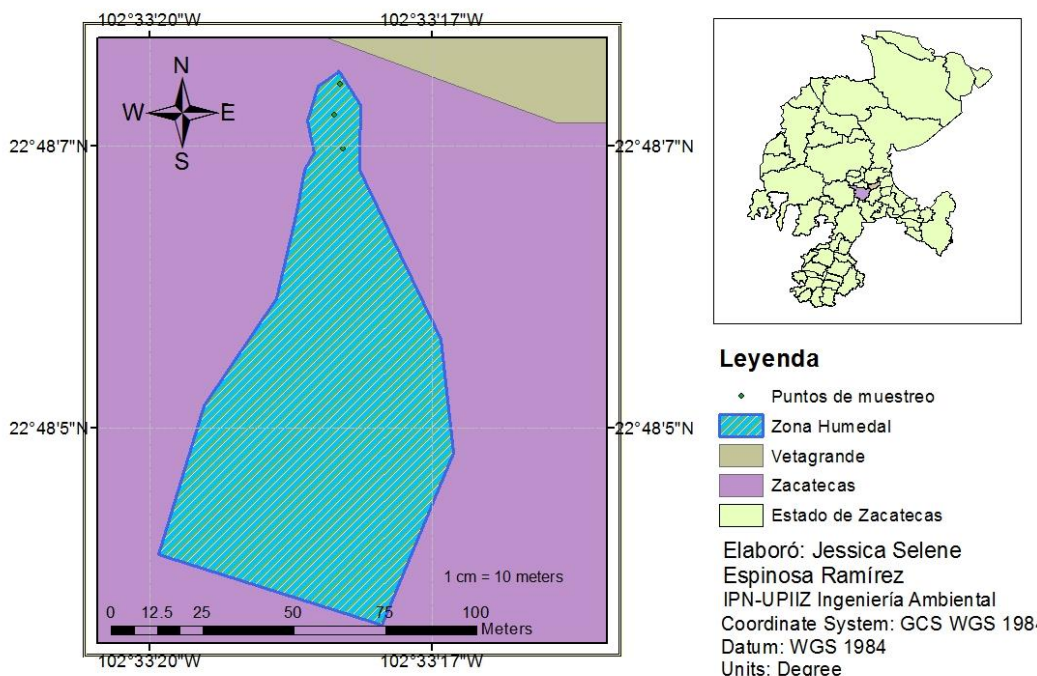 102°33'20"W
102°33'17"W
N
W E
S
22°48'7"N
22°48'7"N
22°48'5"N
22°48'5"N
1 cm = 10 meters
0 12.5 25 50 75 100
Meters
102°33'20"W
102°33'17"W
Leyenda
Puntos de muestreo
Zona Humedal
Vetagrande
Zacatecas
Estado de Zacatecas
Elaboró: Jessica Selene
Espinosa Ramírez
IPN-UPIIZ Ingeniería Ambiental
Coordinate System: GCS WGS 1984
Datum: WGS 1984
Units: Degree